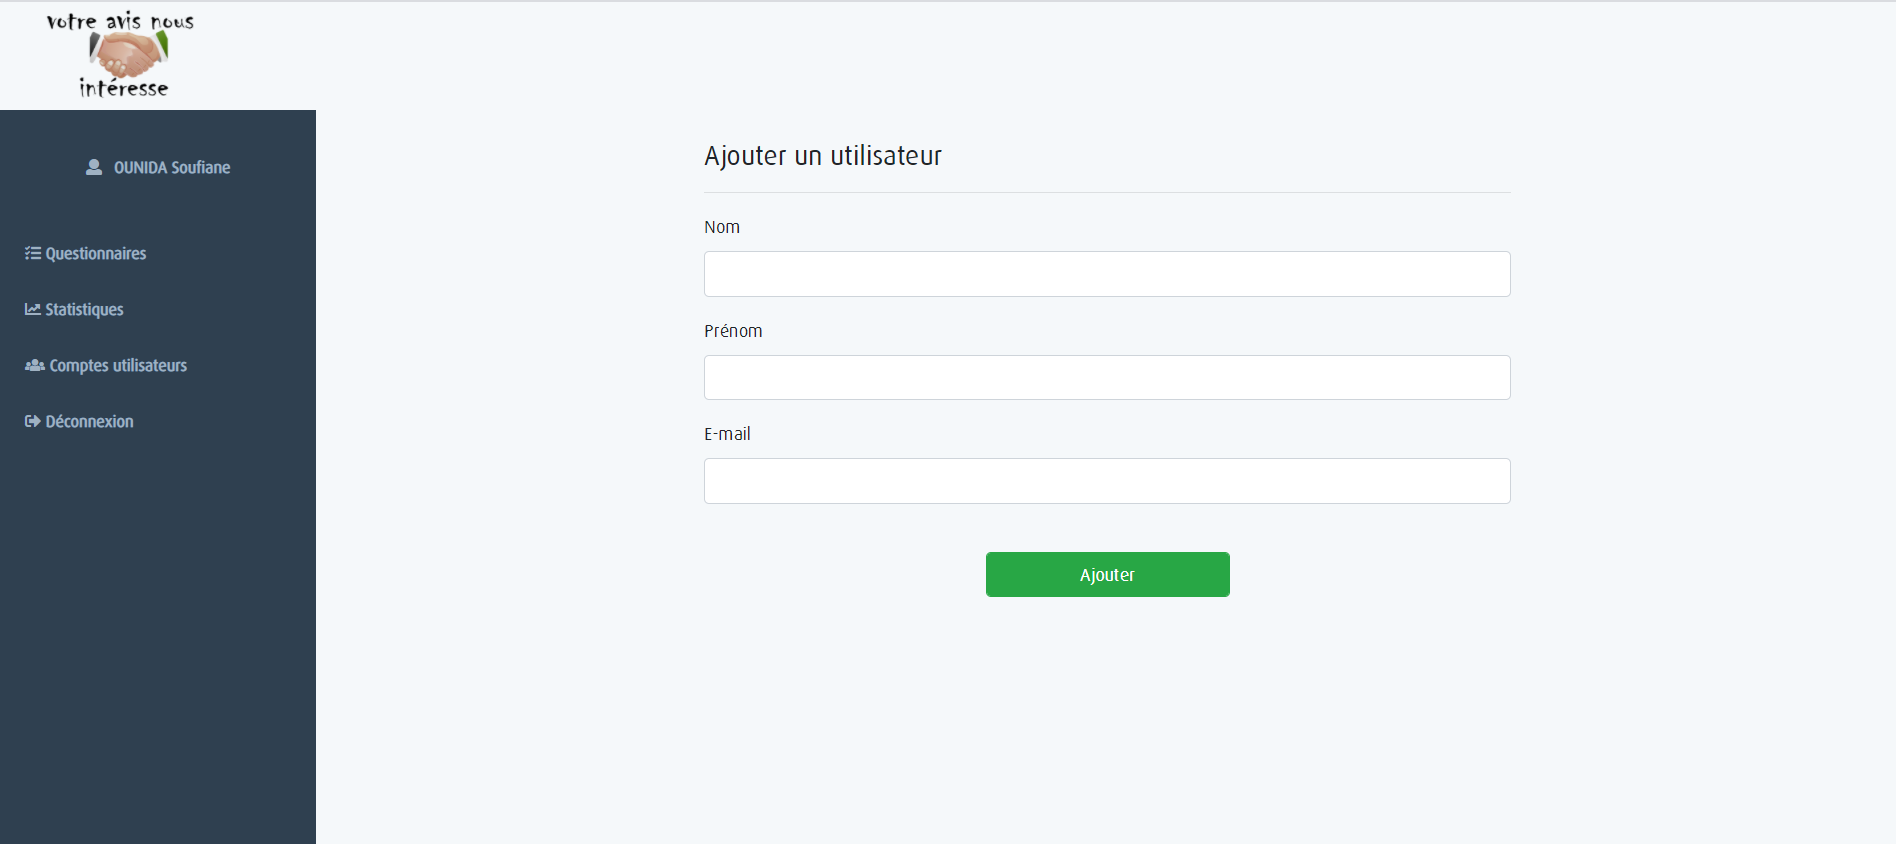 votre avis nous
intéresse
OUNIDA Soufiane
Questionnaires
Statistiques
Comptes utilisateurs
Déconnexion
Ajouter un utilisateur
Nom
Prénom
E-mail
Ajouter